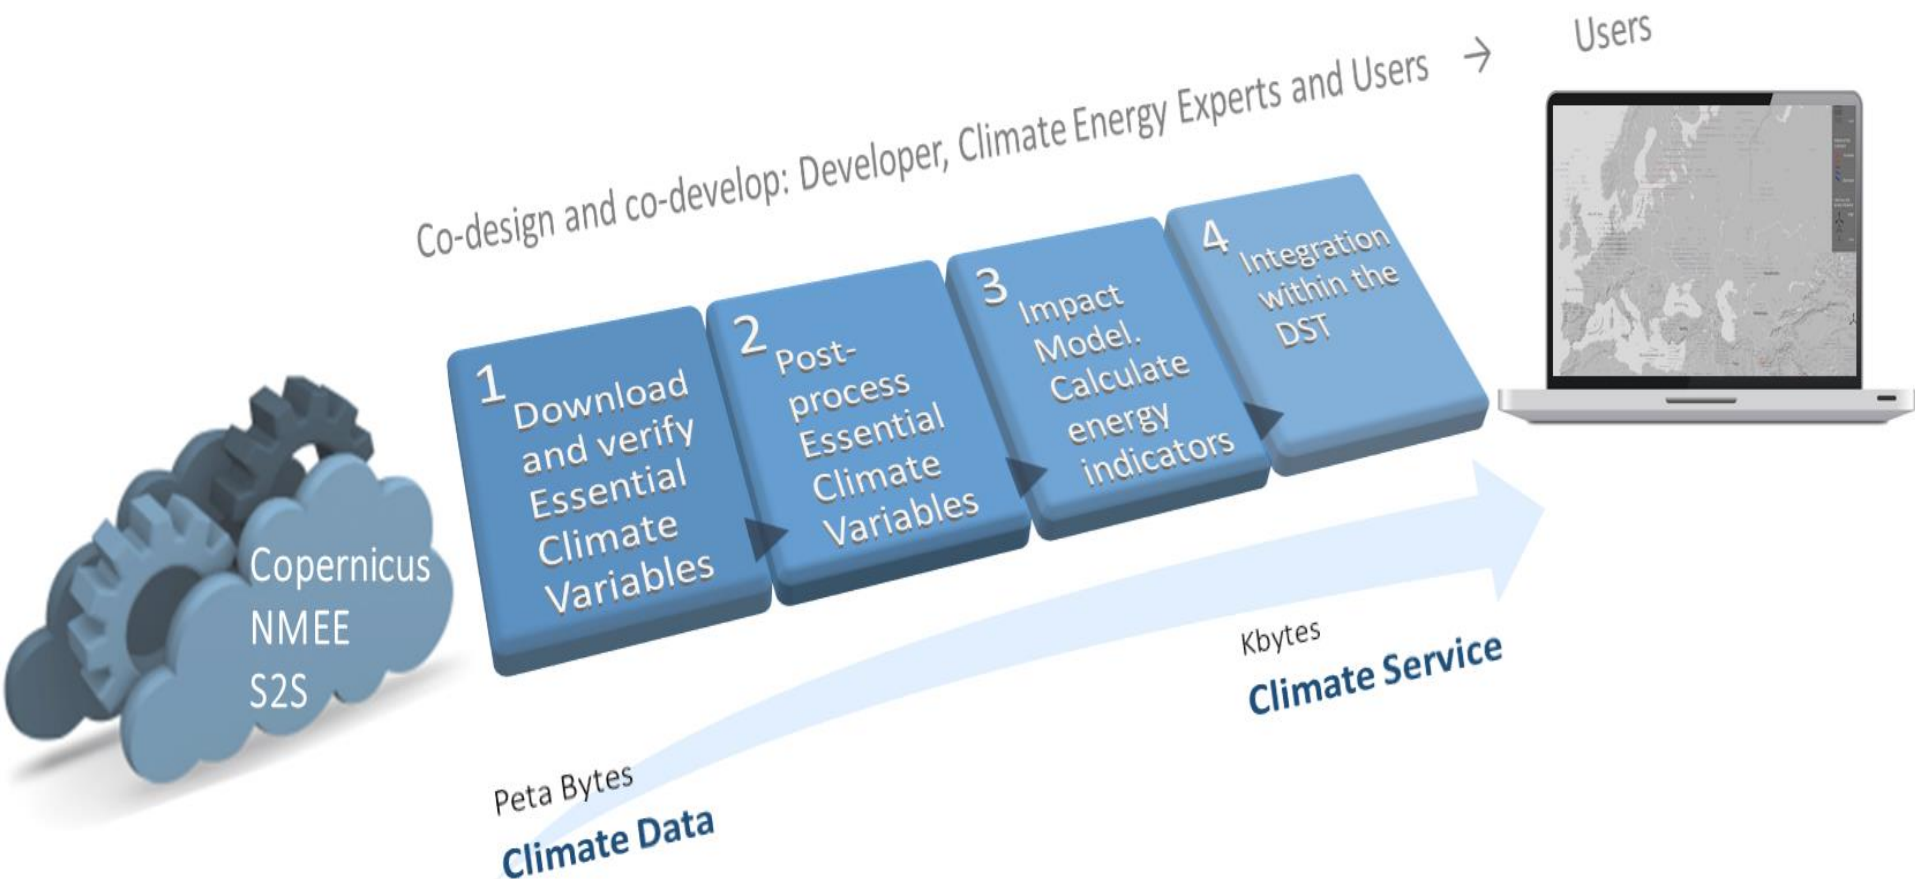 Users
Co-design and co-develop: Developer, Climate Energy Experts and Users →
1
Download
and verify
Essential
Climate
Variables
2
Post-
process
Essential
Climate
Variables
3
Impact
Model.
Calculate
energy
indicators
4
Integration
within the
DST
Copernicus
NMEE
S2S
Peta Bytes
Climate Data
Kbytes
Climate Service